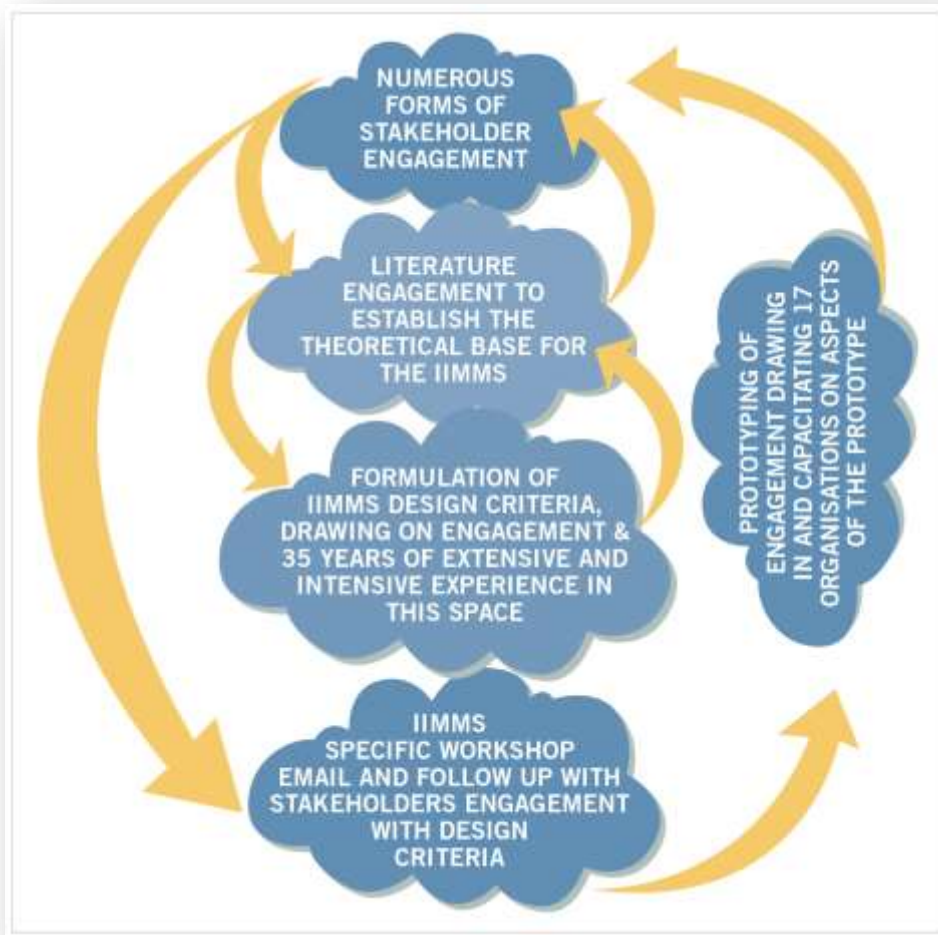 NUMEROUS
FORMS OF
STAKEHOLDER
ENGAGEMENT
LITERATURE
ENGAGEMENT TO
ESTABLISH THE
THEORETICAL BASE FOR
THE IIMMS
FORMULATION OF
IIMMS DESIGN CRITERIA,
DRAWING ON ENGAGEMENT &
35 YEARS OF EXTENSIVE AND
INTENSIVE EXPERIENCE IN
THIS SPACE
IIMMS
SPECIFIC WORKSHOP
EMAIL AND FOLLOW UP WITH
STAKEHOLDERS ENGAGEMENT
WITH DESIGN
CRITERIA
PROTOTYPING OF
ENGAGEMENT DRAWING
IN AND CAPACITATING 17
ORGANISATIONS ON ASPECTS
OF THE PROTOTYPE